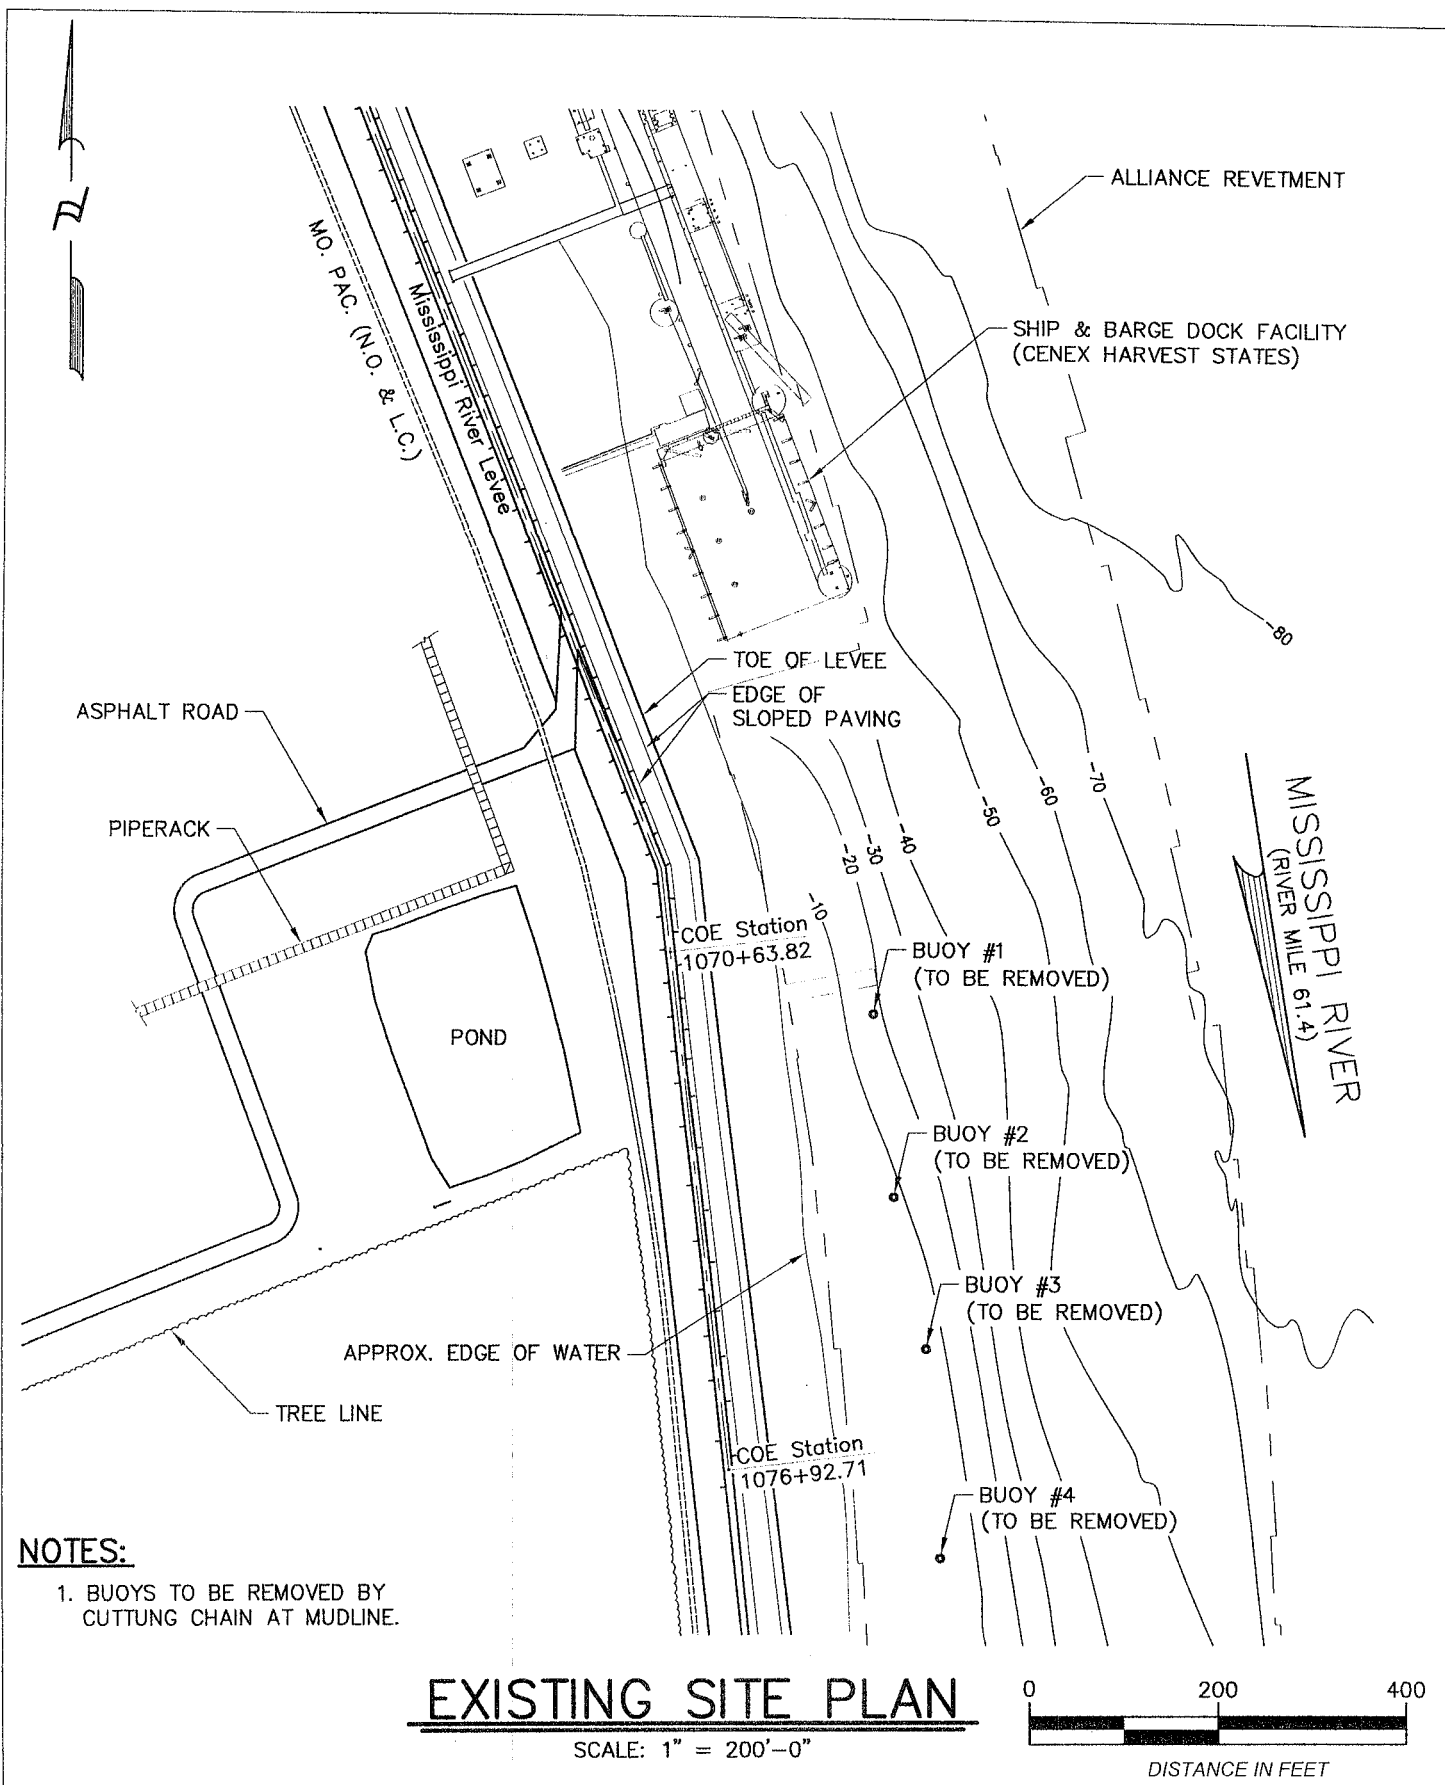 N
ALLIANCE REVETMENT
MO. PAC. (N.O. & L.C.)
Mississippi River Levee
SHIP & BARGE DOCK FACILITY
(CENEX HARVEST STATES)
-80
TOE OF LEVEE
EDGE OF
SLOPED PAVING
ASPHALT ROAD
PIPERACK
-10
-20
-30
-40
-50
-60
-70
MISSISSIPPI RIVER
(RIVER MILE 61.4)
COE Station
1070+63.82
BUOY #1
(TO BE REMOVED)
POND
BUOY #2
(TO BE REMOVED)
BUOY #3
(TO BE REMOVED)
APPROX. EDGE OF WATER
TREE LINE
COE Station
1076+92.71
BUOY #4
(TO BE REMOVED)
NOTES:
1. BUOYS TO BE REMOVED BY
CUTTUNG CHAIN AT MUDLINE.
EXISTING SITE PLAN
SCALE: 1" = 200'-0"
0 200 400
DISTANCE IN FEET